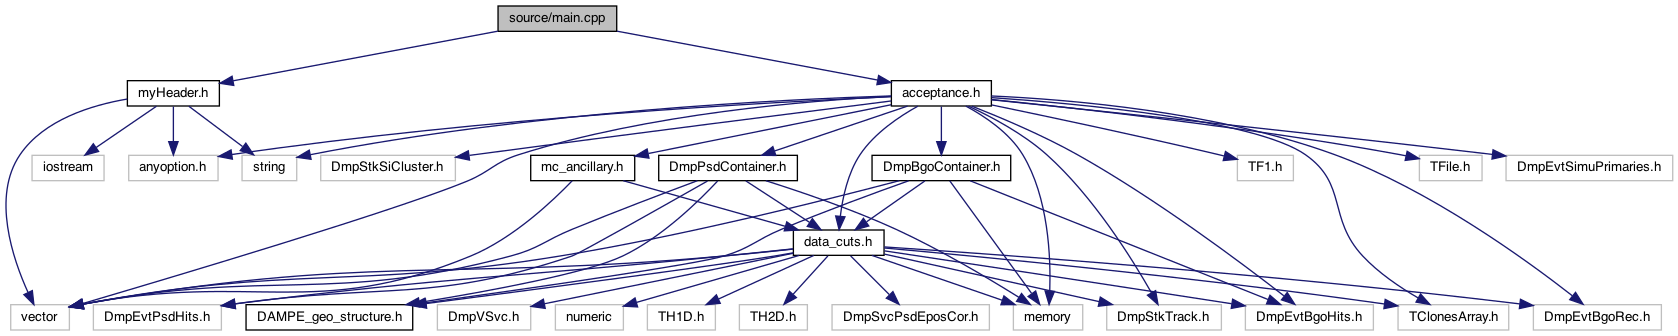 source/main.cpp
myHeader.h
acceptance.h
iostream
anyoption.h
string
DmpStkSiCluster.h
mc_ancillary.h
DmpPsdContainer.h
DmpBgoContainer.h
TF1.h
TFile.h
DmpEvtSimuPrimaries.h
data_cuts.h
vector
DmpEvtPsdHits.h
DAMPE_geo_structure.h
DmpVSvc.h
numeric
TH1D.h
TH2D.h
DmpSvcPsdEposCor.h
memory
DmpStkTrack.h
DmpEvtBgoHits.h
TClonesArray.h
DmpEvtBgoRec.h